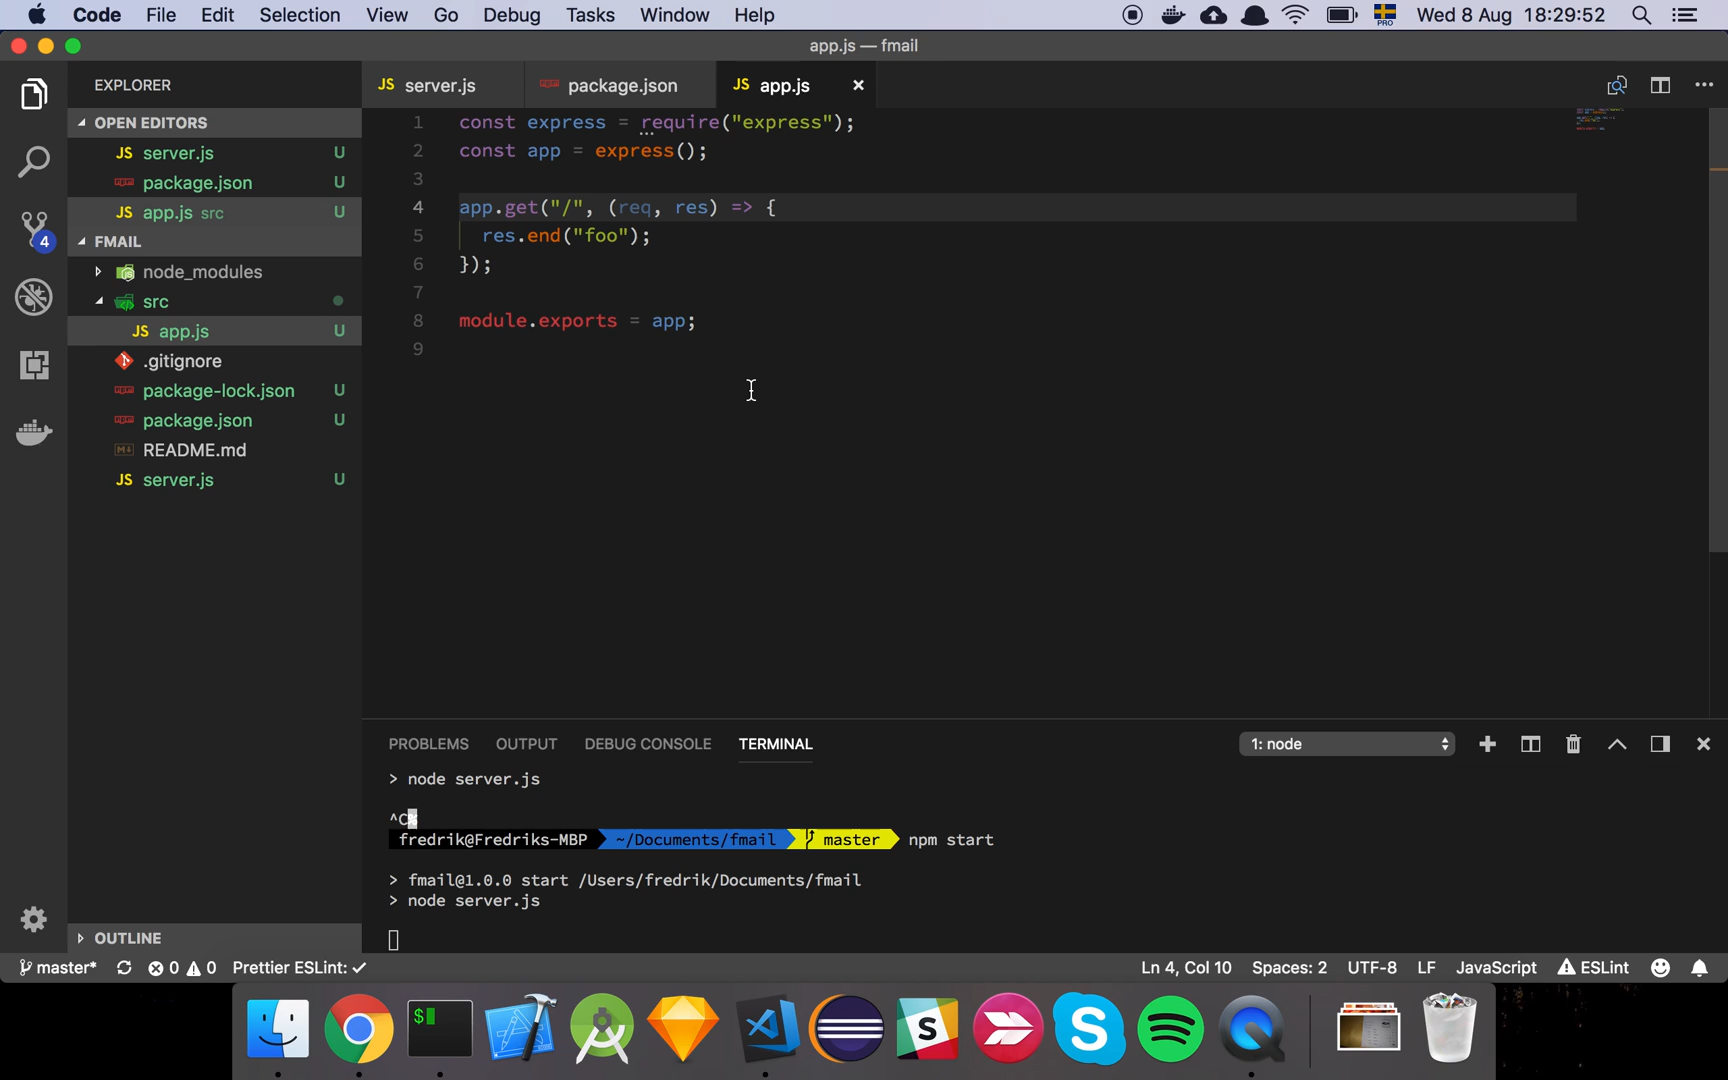 Code File Edit Selection View Go Debug Tasks Window Help PRO Wed 8 Aug 18:29:52
app.js — fmail
EXPLORER
JS server.js package.json JS app.js ×
OPEN EDITORS
JS server.js U
package.json U
JS app.js src U
4
FMAIL
node_modules
src
JS app.js U
.gitignore
package-lock.json U
package.json U
README.md
JS server.js U
OUTLINE
1 const express = require("express");
2 const app = express();
3
4 app.get("/", (req, res) => {
5 res.end("foo");
6 });
7
8 module.exports = app;
9
PROBLEMS OUTPUT DEBUG CONSOLE TERMINAL 1: node
> node server.js
^C%
fredrik@Fredriks-MBP ~/Documents/fmail master npm start
> fmail@1.0.0 start /Users/fredrik/Documents/fmail
> node server.js
master* 0 0 Prettier ESLint: ✓ Ln 4, Col 10 Spaces: 2 UTF-8 LF JavaScript ESLint
$
S
S